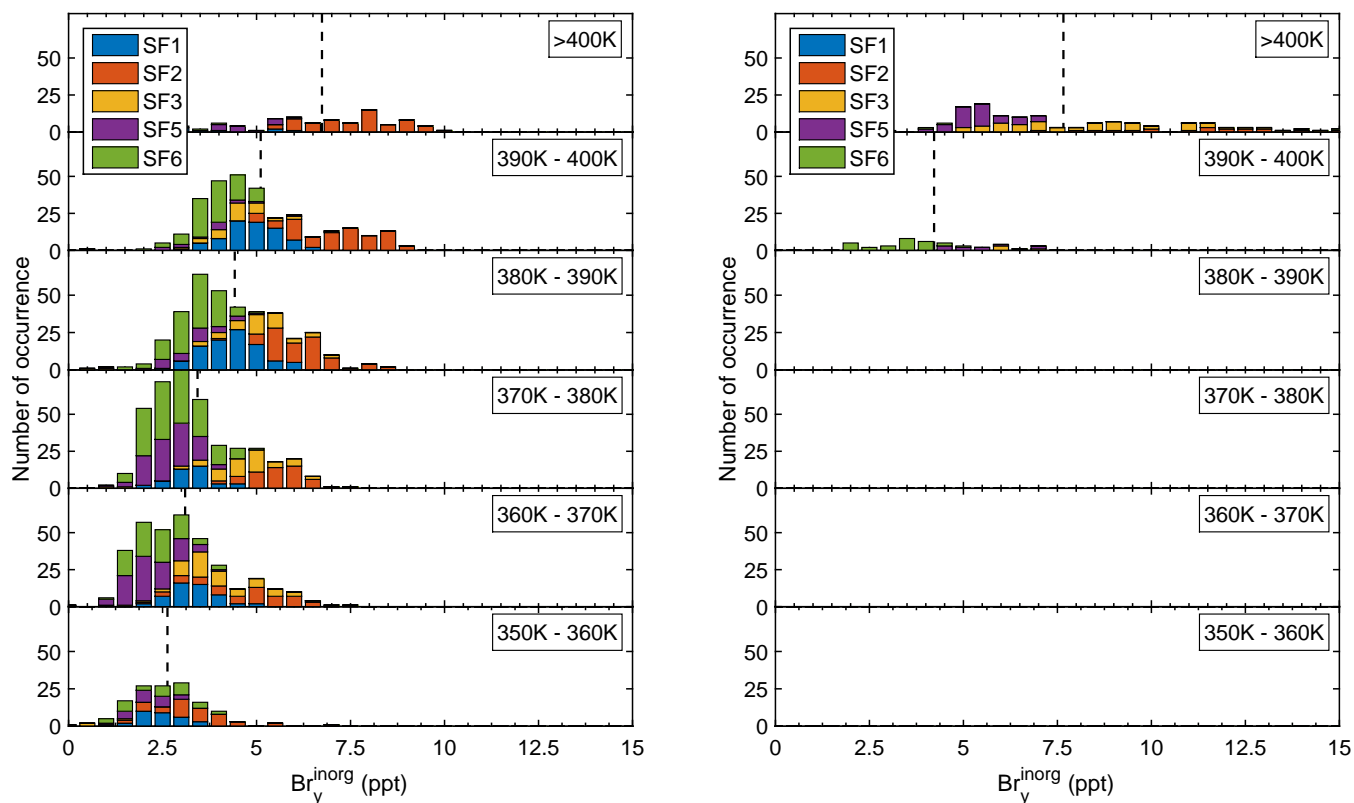 SF1
SF2
SF3
SF5
SF6
>400K
390K - 400K
380K - 390K
370K - 380K
360K - 370K
350K - 360K
Number of occurrence
50
25
0
50
25
0
50
25
0
50
25
0
50
25
0
50
25
0
0 2.5 5 7.5 10 12.5 15
Br_y^inorg (ppt)
SF1
SF2
SF3
SF5
SF6
>400K
390K - 400K
380K - 390K
370K - 380K
360K - 370K
350K - 360K
Number of occurrence
50
25
0
50
25
0
50
25
0
50
25
0
50
25
0
50
25
0
2.5 5 7.5 10 12.5 15
Br_y^inorg (ppt)